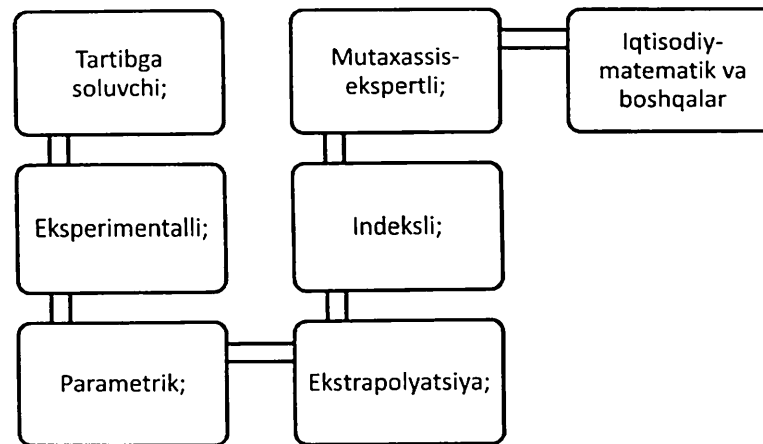 Tartibga
soluvchi;
Eksperimentalli;
Parametrik;
Ekstrapolyatsiya;
Indeksli;
Mutaxassis-
ekspertli;
Iqtisodiy-
matematik va
boshqalar